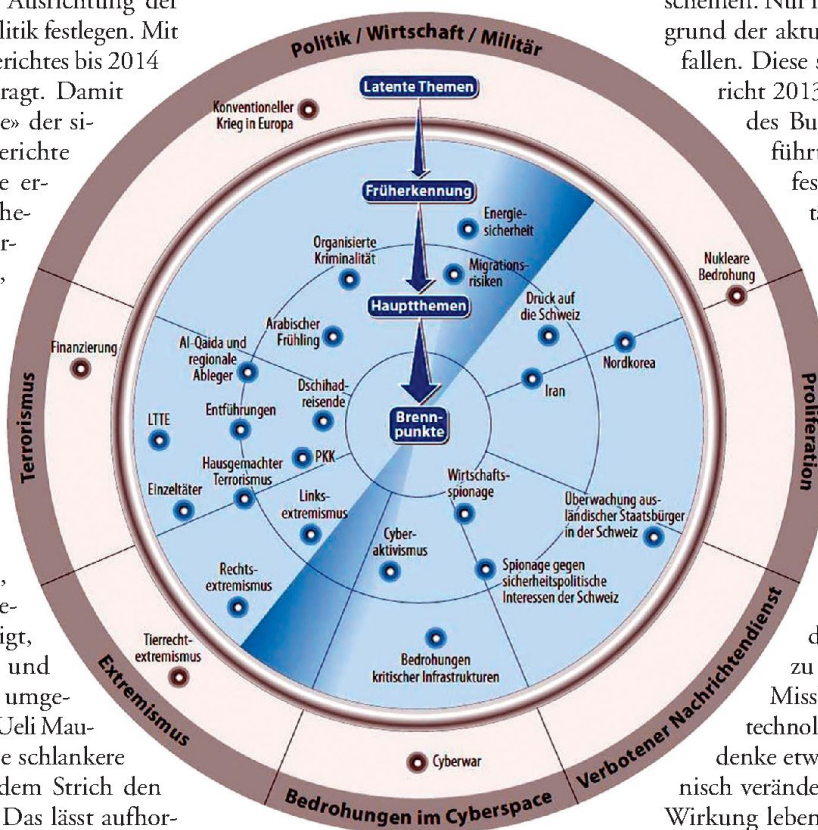 Ausrichtung der
litik festlegen. Mit
erichtes bis 2014
ragt. Damit
e» der si-
erichte
e er-
he-
r-
,
,
e-
igt,
und
umge-
Ueli Mau-
e schlankere
dem Strich den
Das lässt aufhor-
scheinen. Nur
grund der aktu
fallen. Diese s
richt 2013
des Bu
führt
fes
tä
d
zu
Miss
technol
denke etw
nisch veränder
Wirkung leben
Politik / Wirtschaft / Militär
Proliferation
Verbotener Nachrichtendienst
Bedrohungen im Cyberspace
Extremismus
Terrorismus
Latente Themen
Früherkennung
Hauptthemen
Brenn-
punkte
Konventioneller
Krieg in Europa
Energie-
sicherheit
Migrations-
risiken
Organisierte
Kriminalität
Arabischer
Frühling
Druck auf
die Schweiz
Nukleare
Bedrohung
Nordkorea
Iran
Finanzierung
Al-Qaida und
regionale
Ableger
Dschihad-
reisende
Entführungen
LTTE
PKK
Hausgemachter
Terrorismus
Einzeltäter
Links-
extremismus
Rechts-
extremismus
Tierrecht-
extremismus
Wirtschafts-
spionage
Überwachung aus-
ländischer Staatsbürger
in der Schweiz
Spionage gegen
sicherheitspolitische
Interessen der Schweiz
Cyber-
aktivismus
Bedrohungen
kritischer Infrastrukturen
Cyberwar